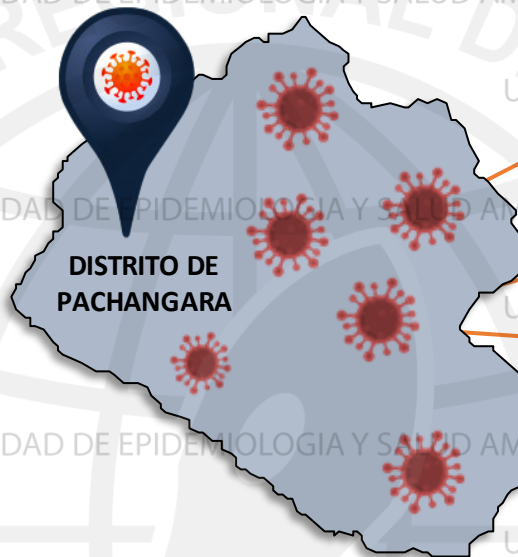 DAD DE EPIDEMIOLOGIA Y SALUD AM
DISTRITO DE
PACHANGARA
DAD DE EPIDEMIOLOGIA Y SALUD AM